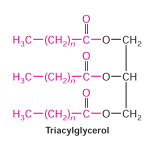 O
H₃C—(CH₂)ₙ—C—O—CH₂
O
H₃C—(CH₂)ₙ—C—O—CH
O
H₃C—(CH₂)ₙ—C—O—CH₂
Triacylglycerol